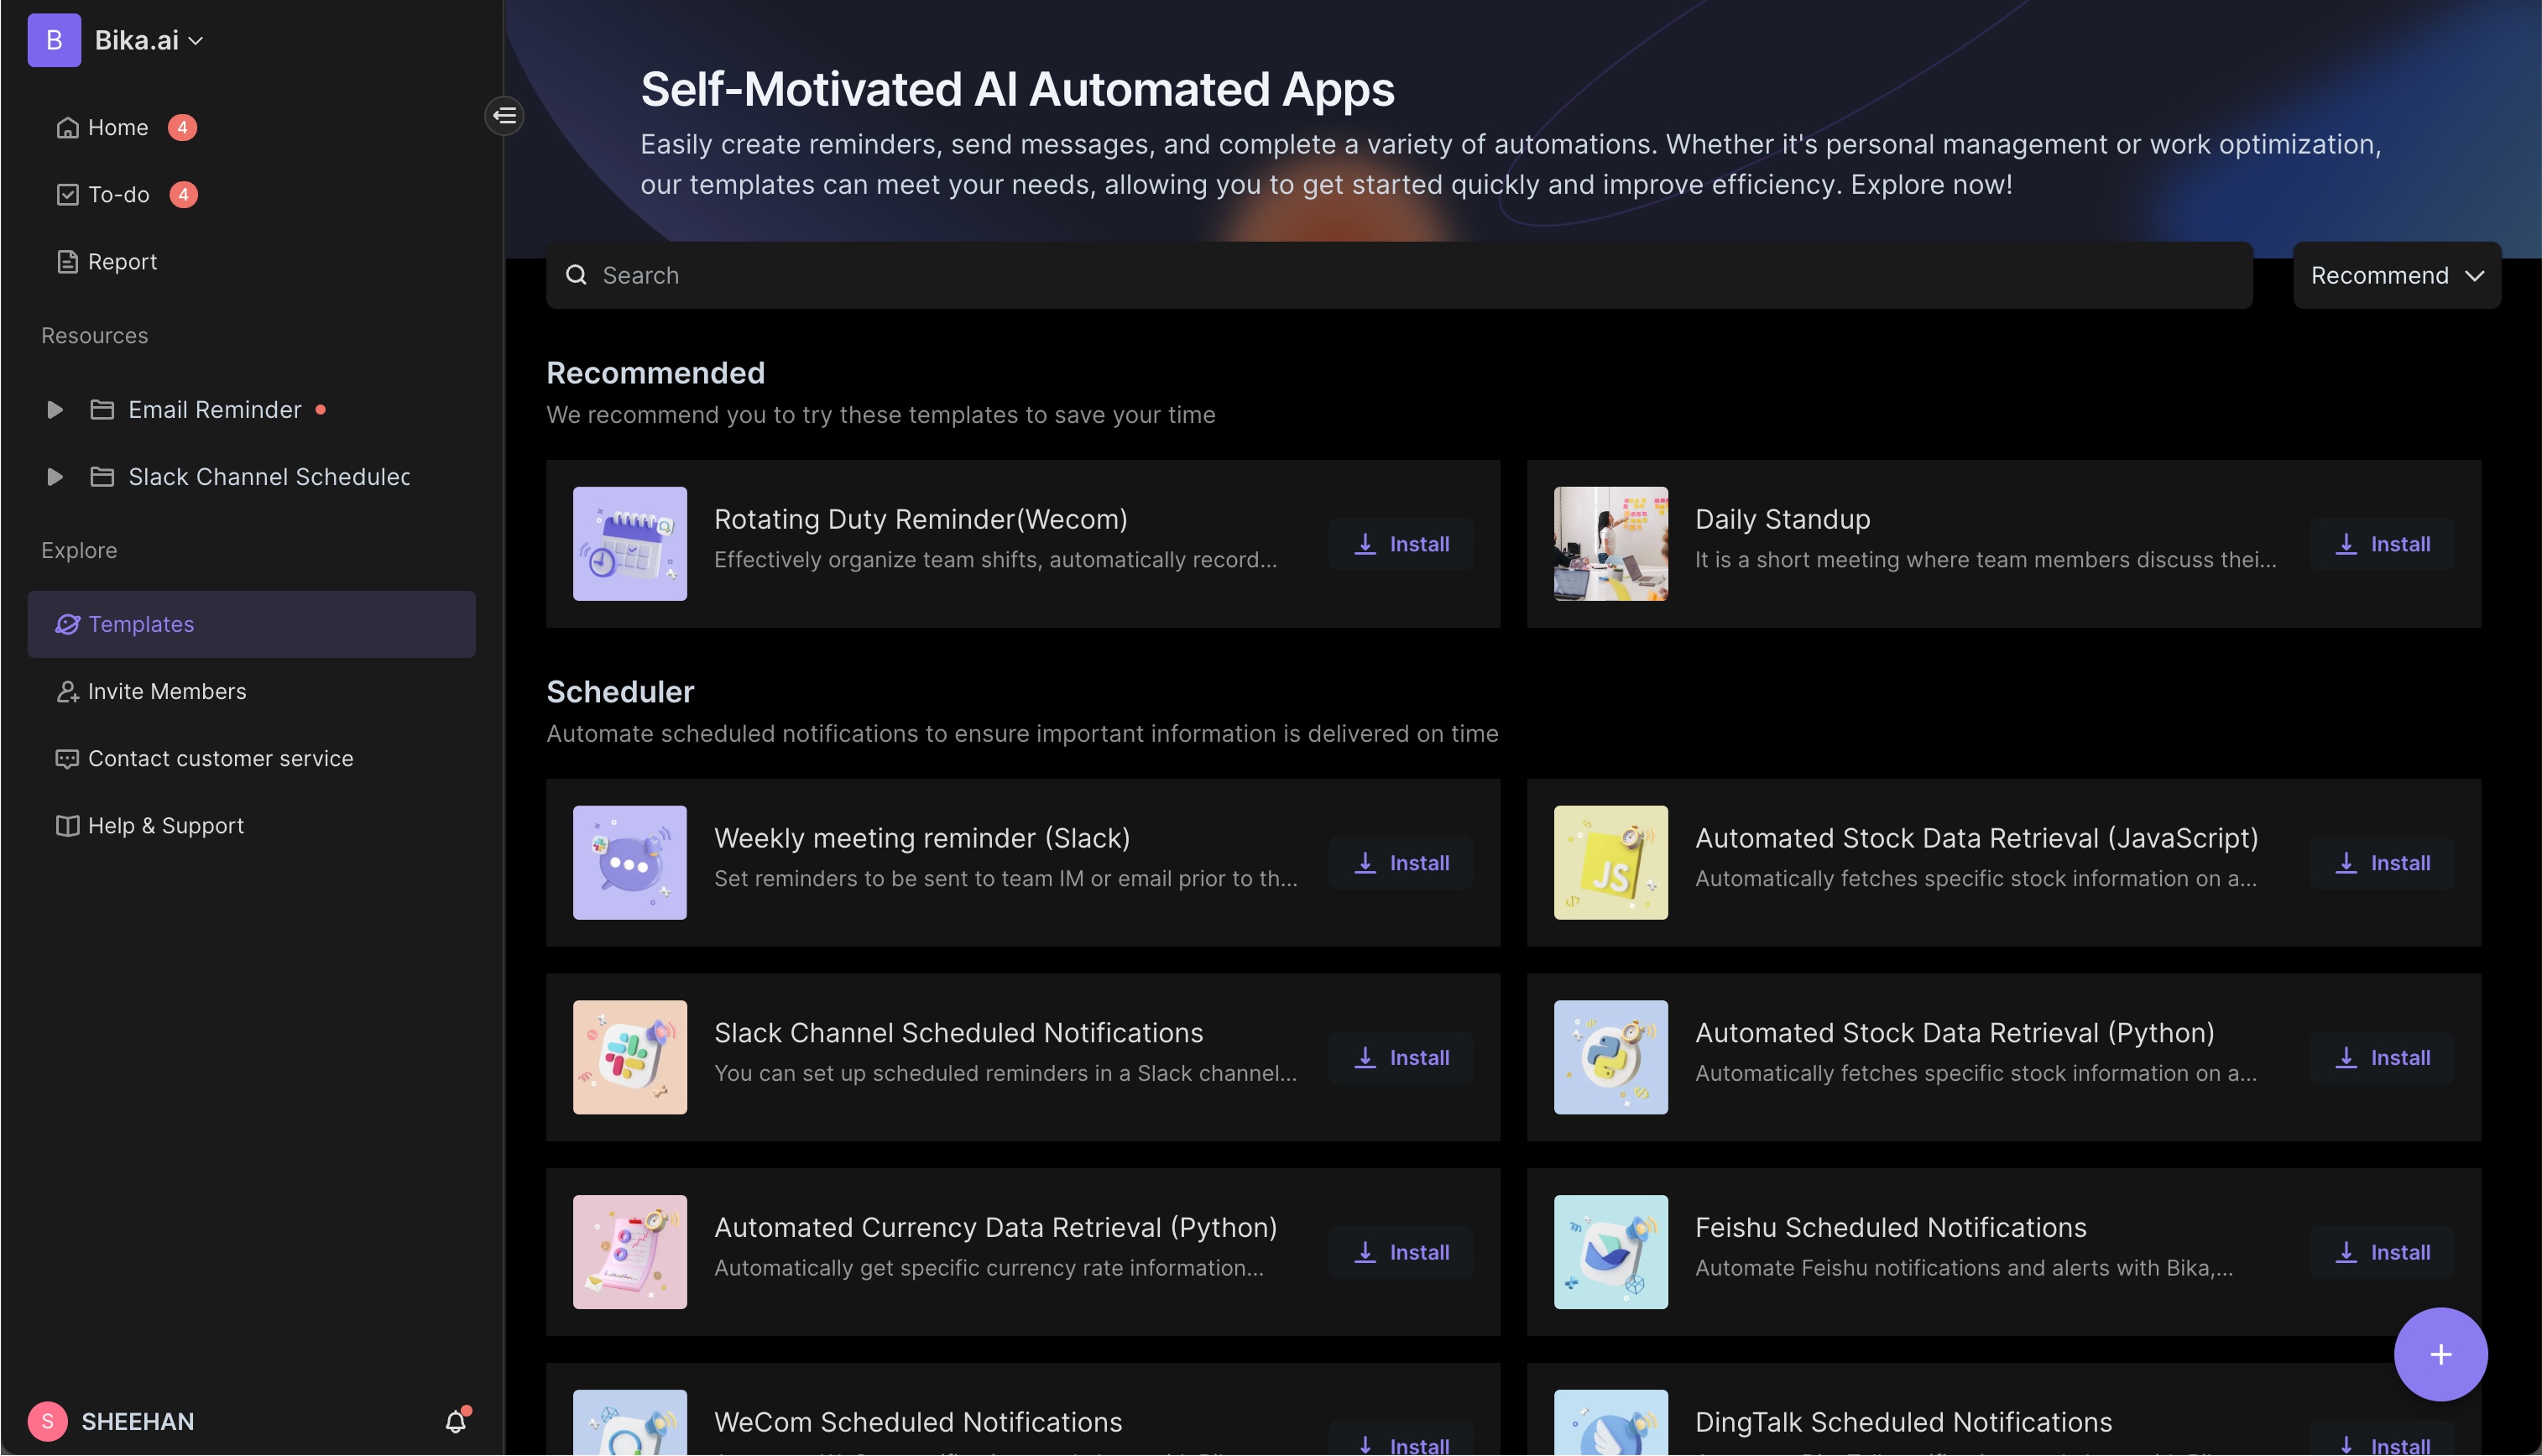 B Bika.ai
Home 4
To-do 4
Report
Resources
Email Reminder
Slack Channel Scheduled
Explore
Templates
Invite Members
Contact customer service
Help & Support
S SHEEHAN
Self-Motivated AI Automated Apps
Easily create reminders, send messages, and complete a variety of automations. Whether it's personal management or work optimization,
our templates can meet your needs, allowing you to get started quickly and improve efficiency. Explore now!
Search
Recommend
Recommended
We recommend you to try these templates to save your time
Rotating Duty Reminder(Wecom)
Effectively organize team shifts, automatically record...
Install
Daily Standup
It is a short meeting where team members discuss thei...
Install
Scheduler
Automate scheduled notifications to ensure important information is delivered on time
Weekly meeting reminder (Slack)
Set reminders to be sent to team IM or email prior to th...
Install
JS
Automated Stock Data Retrieval (JavaScript)
Automatically fetches specific stock information on a...
Install
Slack Channel Scheduled Notifications
You can set up scheduled reminders in a Slack channel...
Install
Automated Stock Data Retrieval (Python)
Automatically fetches specific stock information on a...
Install
Automated Currency Data Retrieval (Python)
Automatically get specific currency rate information...
Install
Feishu Scheduled Notifications
Automate Feishu notifications and alerts with Bika,...
Install
WeCom Scheduled Notifications
Install
DingTalk Scheduled Notifications
Install